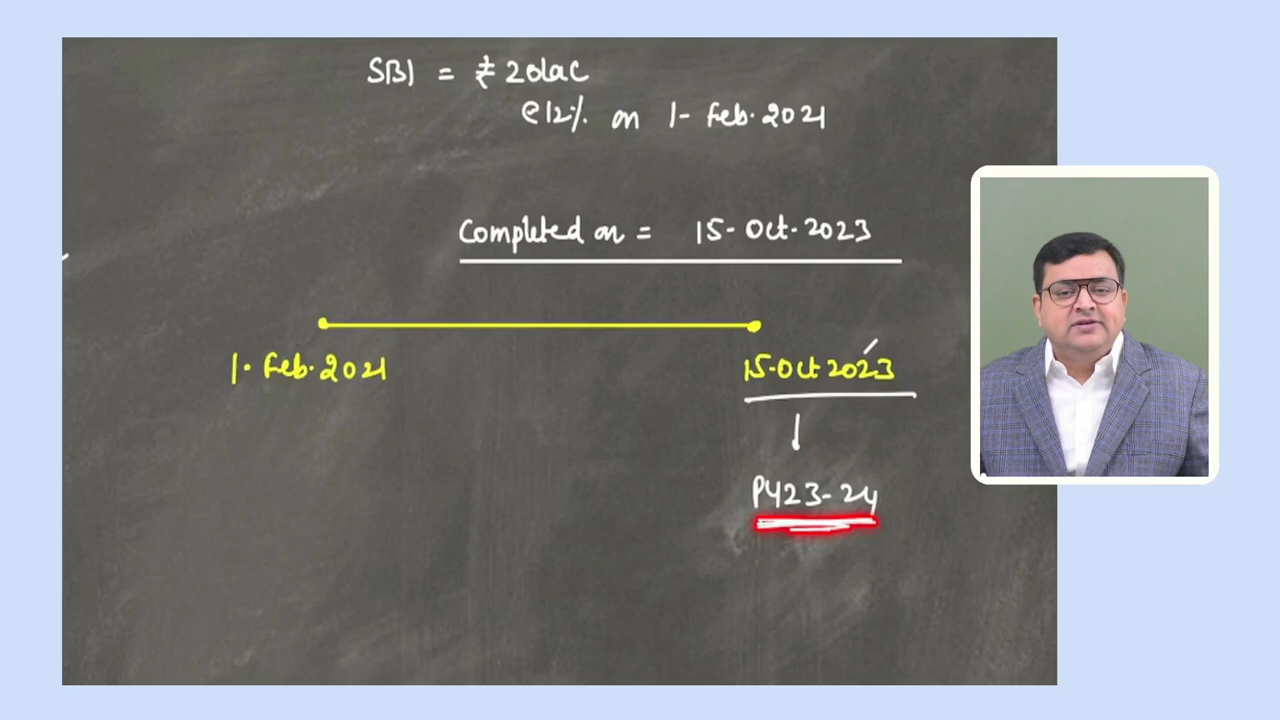 SBI = ₹ 20lac
@12% on 1- Feb. 2021
Completed on = 15- Oct. 2023
1. Feb. 2021
15-Oct 2023
PY23-24